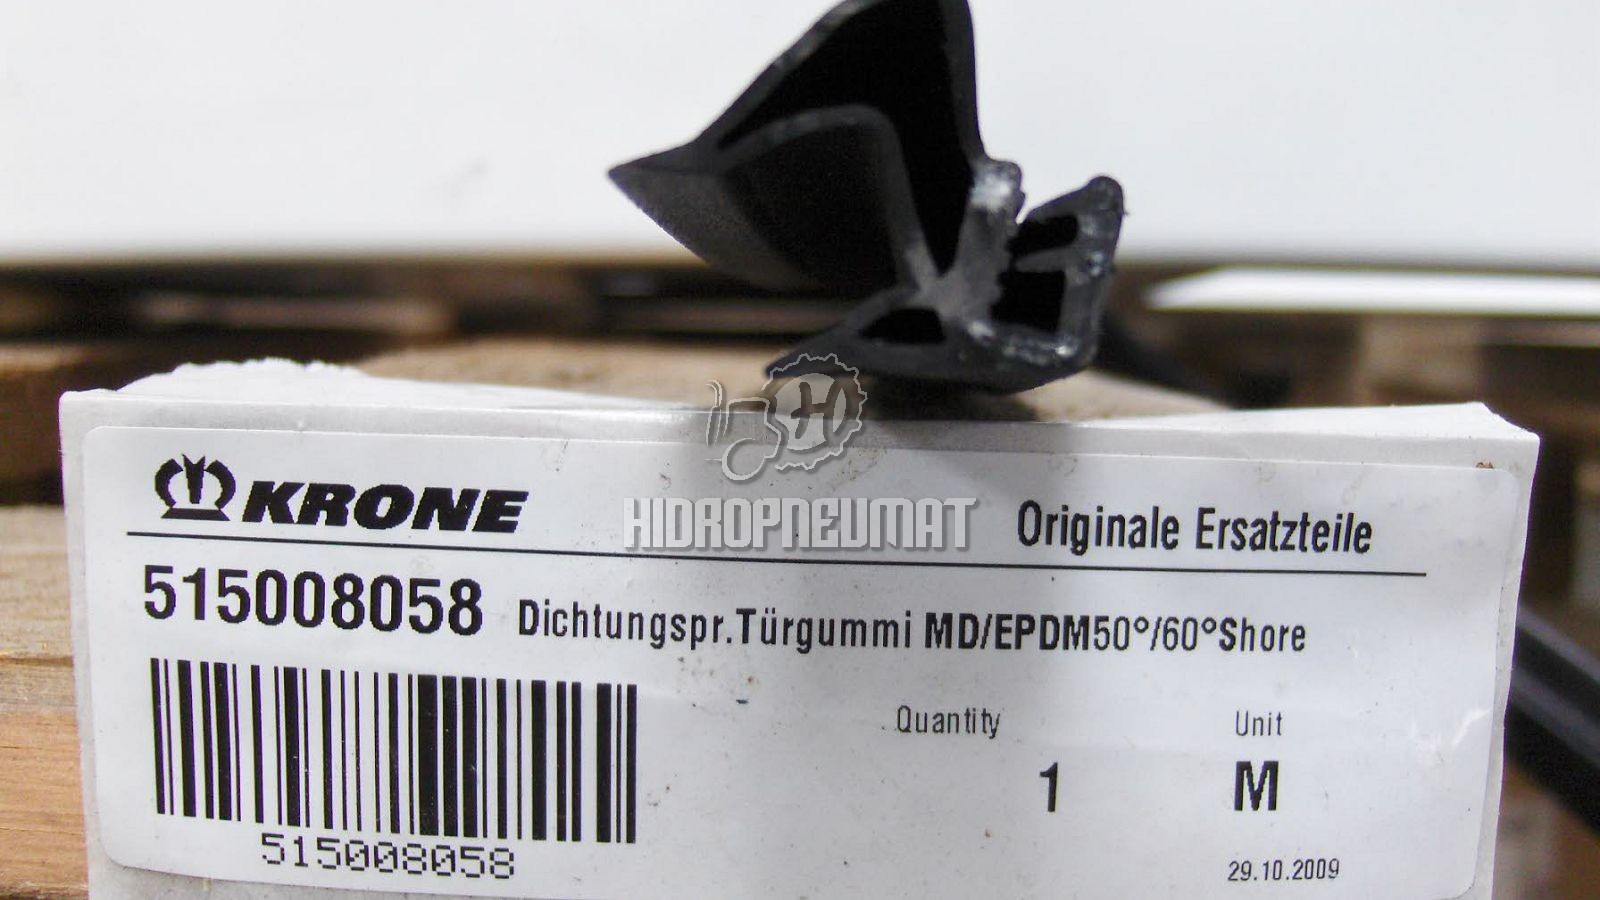 HIDROPNEUMAT
KRONE
Originale Ersatzteile
515008058 Dichtungspr.Türgummi MD/EPDM50°/60°Shore
Quantity Unit
1 M
515008058
29.10.2009